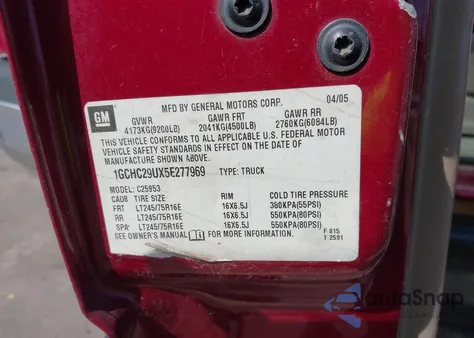 MFD BY GENERAL MOTORS CORP. 04/05
GM
GVWR GAWR FRT GAWR RR
4173KG(9200LB) 2041KG(4500LB) 2760KG(6084LB)
THIS VEHICLE CONFORMS TO ALL APPLICABLE U.S. FEDERAL MOTOR
VEHICLE SAFETY STANDARDS IN EFFECT ON THE DATE OF
MANUFACTURE SHOWN ABOVE.
1GCHC29UX5E277969 TYPE: TRUCK
MODEL: C25953
CADB TIRE SIZE RIM COLD TIRE PRESSURE
FRT LT245/75R16E 16X6.5J 380KPA(55PSI)
RR LT245/75R16E 16X6.5J 550KPA(80PSI)
SPA LT245/75R16E 16X6.5J 550KPA(80PSI)
SEE OWNER'S MANUAL FOR MORE INFORMATION.
F 615
T 2591
AutoSnap